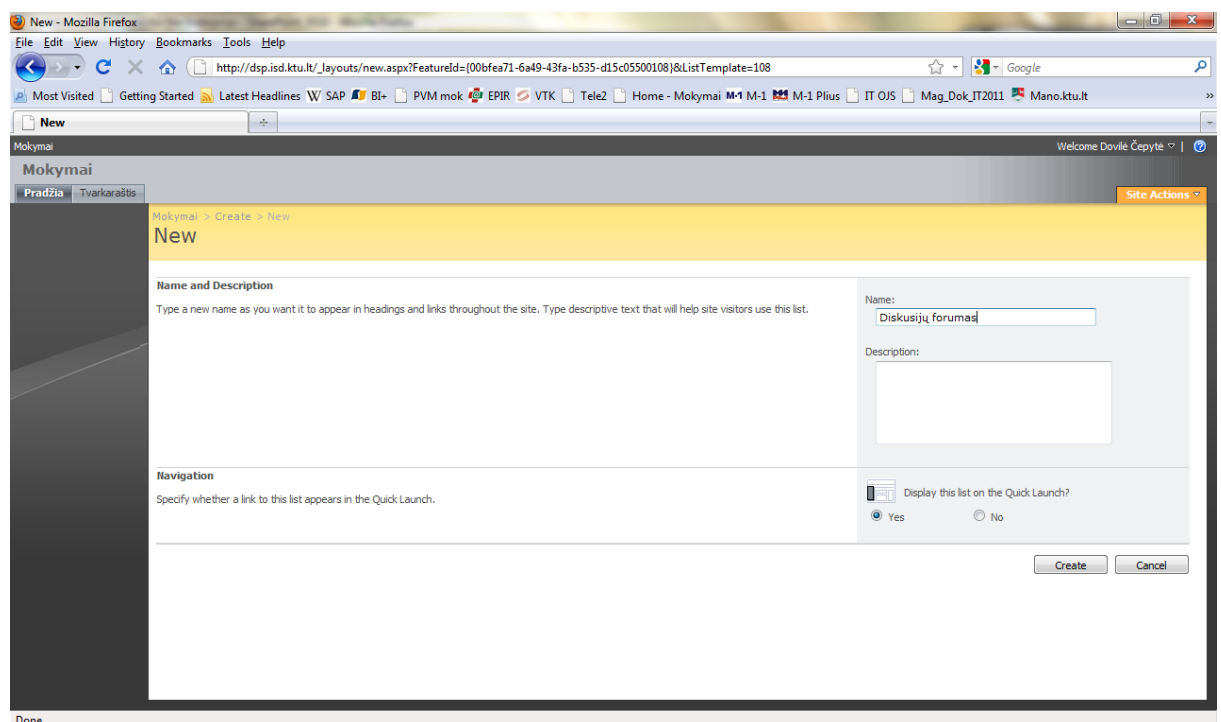 New - Mozilla Firefox
File Edit View History Bookmarks Tools Help
http://dsp.isd.ktu.lt/_layouts/new.aspx?FeatureId={00bfea71-6a49-43fa-b535-d15c05500108}&ListTemplate=108 Google
Most Visited Getting Started Latest Headlines SAP BI+ PVM mok EPIR VTK Tele2 Home - Mokymai M-1 M-1 Plius IT OJS Mag_Dok_IT2011 Mano.ktu.lt »
New
Mokymai Welcome Dovilė Čepytė
Mokymai
Pradžia Tvarkaraštis Site Actions
Mokymai > Create > New
New
Name and Description
Type a new name as you want it to appear in headings and links throughout the site. Type descriptive text that will help site visitors use this list.
Name:
Diskusijų forumas
Description:
Navigation
Specify whether a link to this list appears in the Quick Launch.
Display this list on the Quick Launch?
Yes No
Create Cancel
Done